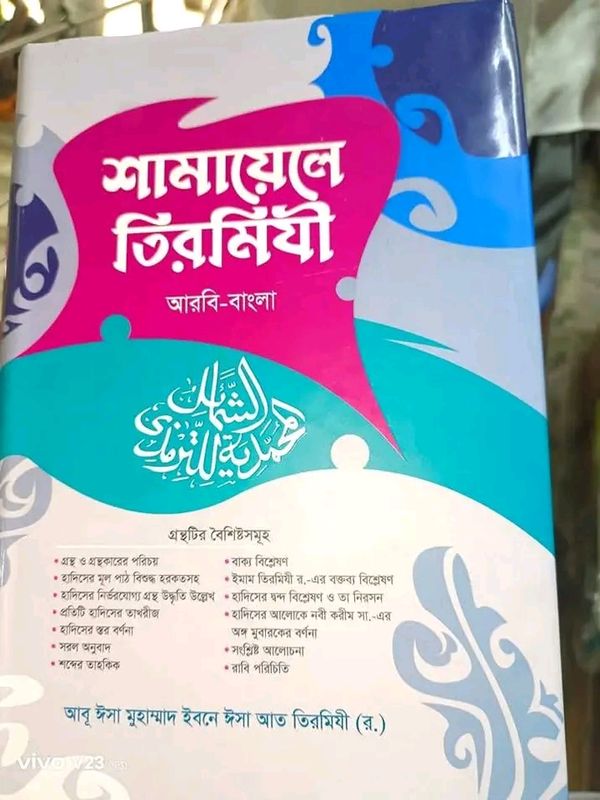 শামায়েলে
তিরমিযী
আরবি-বাংলা
الشمائل
المحمدية للترمذي
গ্রন্থটির বৈশিষ্টসমূহ
• গ্রন্থ ও গ্রন্থকারের পরিচয়
• হাদিসের মূল পাঠ বিশুদ্ধ হরকতসহ
• হাদিসের নির্ভরযোগ্য গ্রন্থ উদ্ধৃতি উল্লেখ
• প্রতিটি হাদিসের তাখরীজ
• হাদিসের স্তর বর্ণনা
• সরল অনুবাদ
• শব্দের তাহকিক
• বাক্য বিশ্লেষণ
• ইমাম তিরমিযী র.-এর বক্তব্য বিশ্লেষণ
• হাদিসের দ্বন্দ বিশ্লেষণ ও তা নিরসন
• হাদিসের আলোকে নবী করীম সা.-এর
অঙ্গ মুবারকের বর্ণনা
• সংশ্লিষ্ট আলোচনা
• রাবি পরিচিতি
আবূ ঈসা মুহাম্মাদ ইবনে ঈসা আত তিরমিযী (র.)
vivo V23